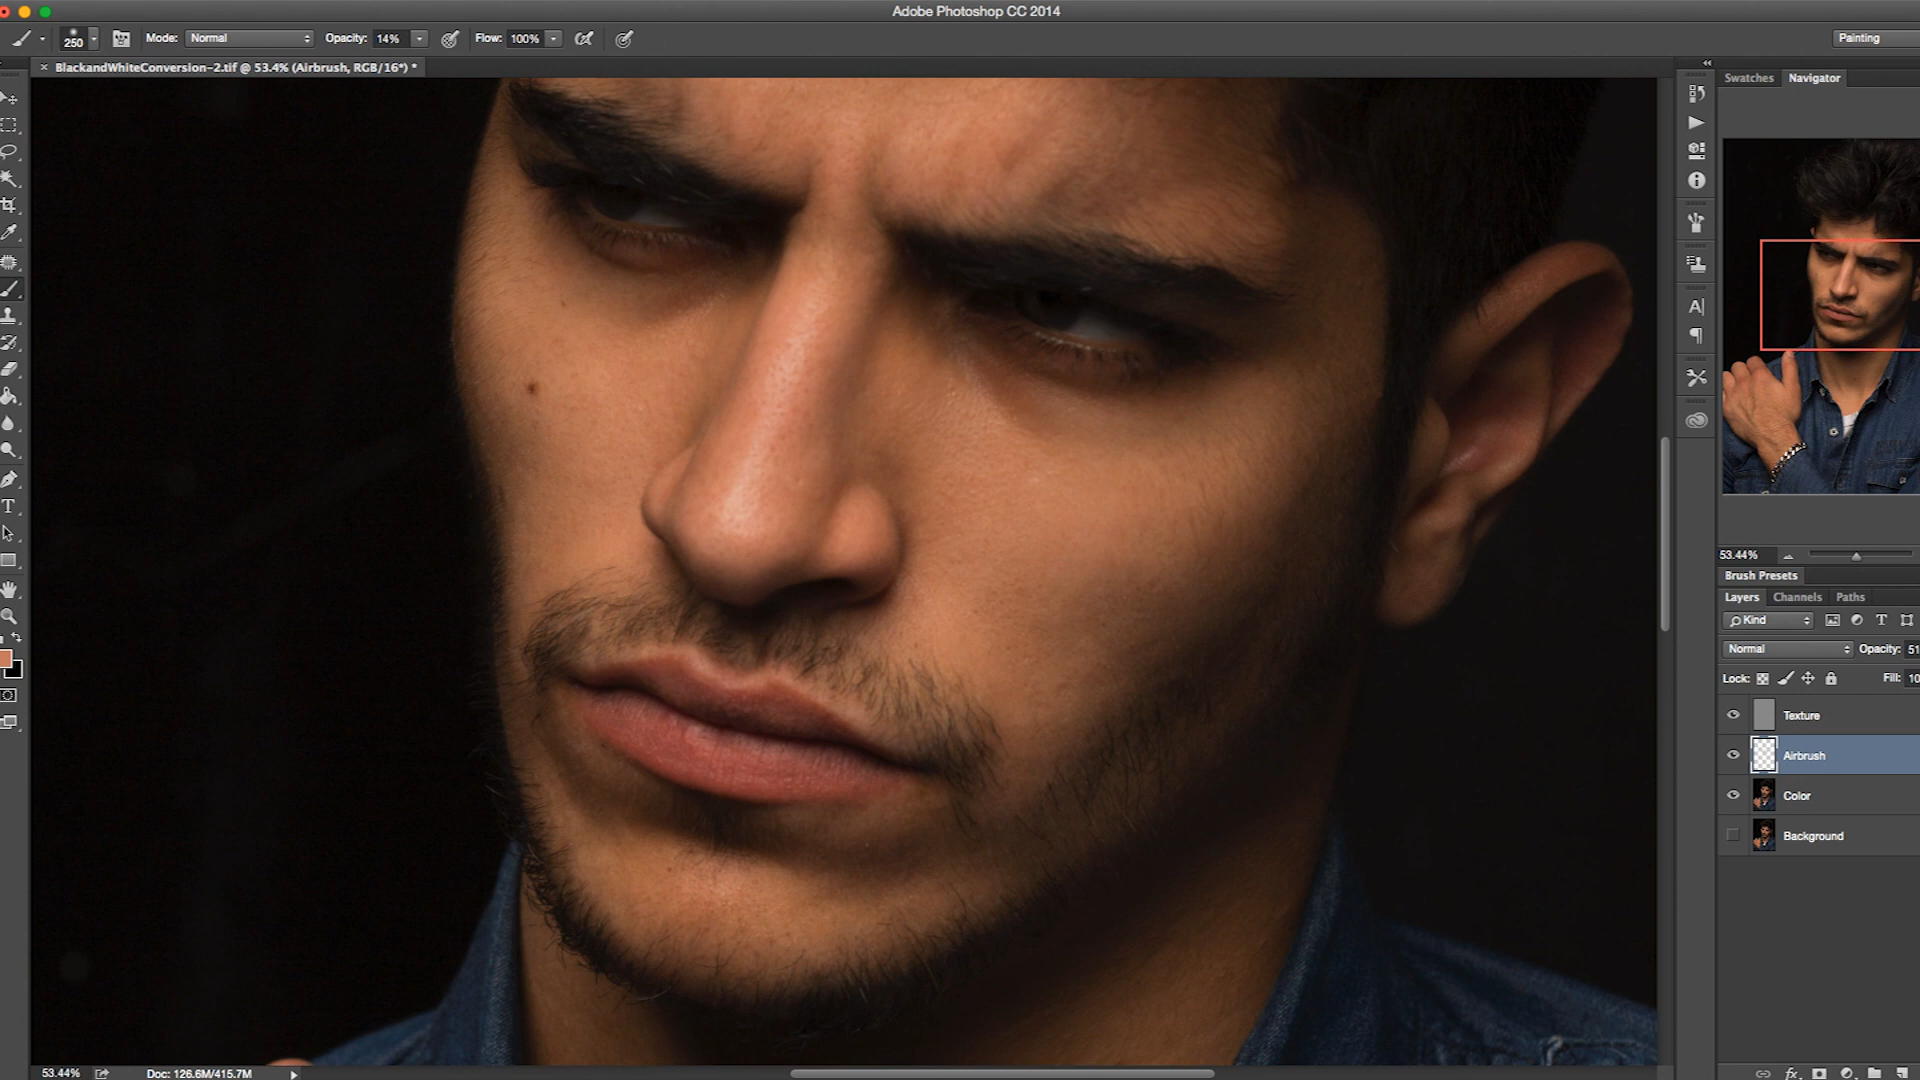 Adobe Photoshop CC 2014
250 Mode: Normal Opacity: 14% Flow: 100% Painting
× BlackandWhiteConversion-2.tif @ 53.4% (Airbrush, RGB/16*) *
Swatches Navigator
53.44%
Brush Presets
Layers Channels Paths
Kind
Normal Opacity: 51
Lock: Fill: 10
Texture
Airbrush
Color
Background
53.44% Doc: 126.6M/415.7M